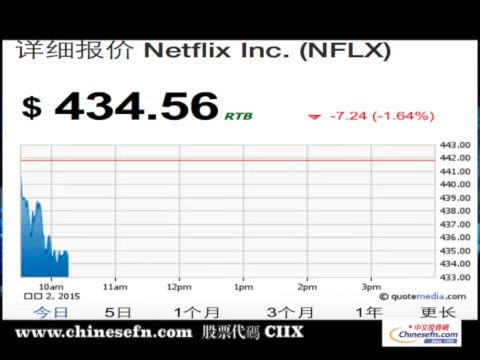 详细报价 Netflix Inc. (NFLX)
$ 434.56 RTB -7.24 (-1.64%)
443.00
442.00
441.00
440.00
439.00
438.00
437.00
436.00
435.00
434.00
433.00
10am 11am 12pm 1pm 2pm 3pm
□□ 2, 2015 © quotemedia.com
今日 5日 1个月 3个月 1年 更长
www.chinesefn.com 股票代碼 CIIX
中文投資網
Chinesefn.com